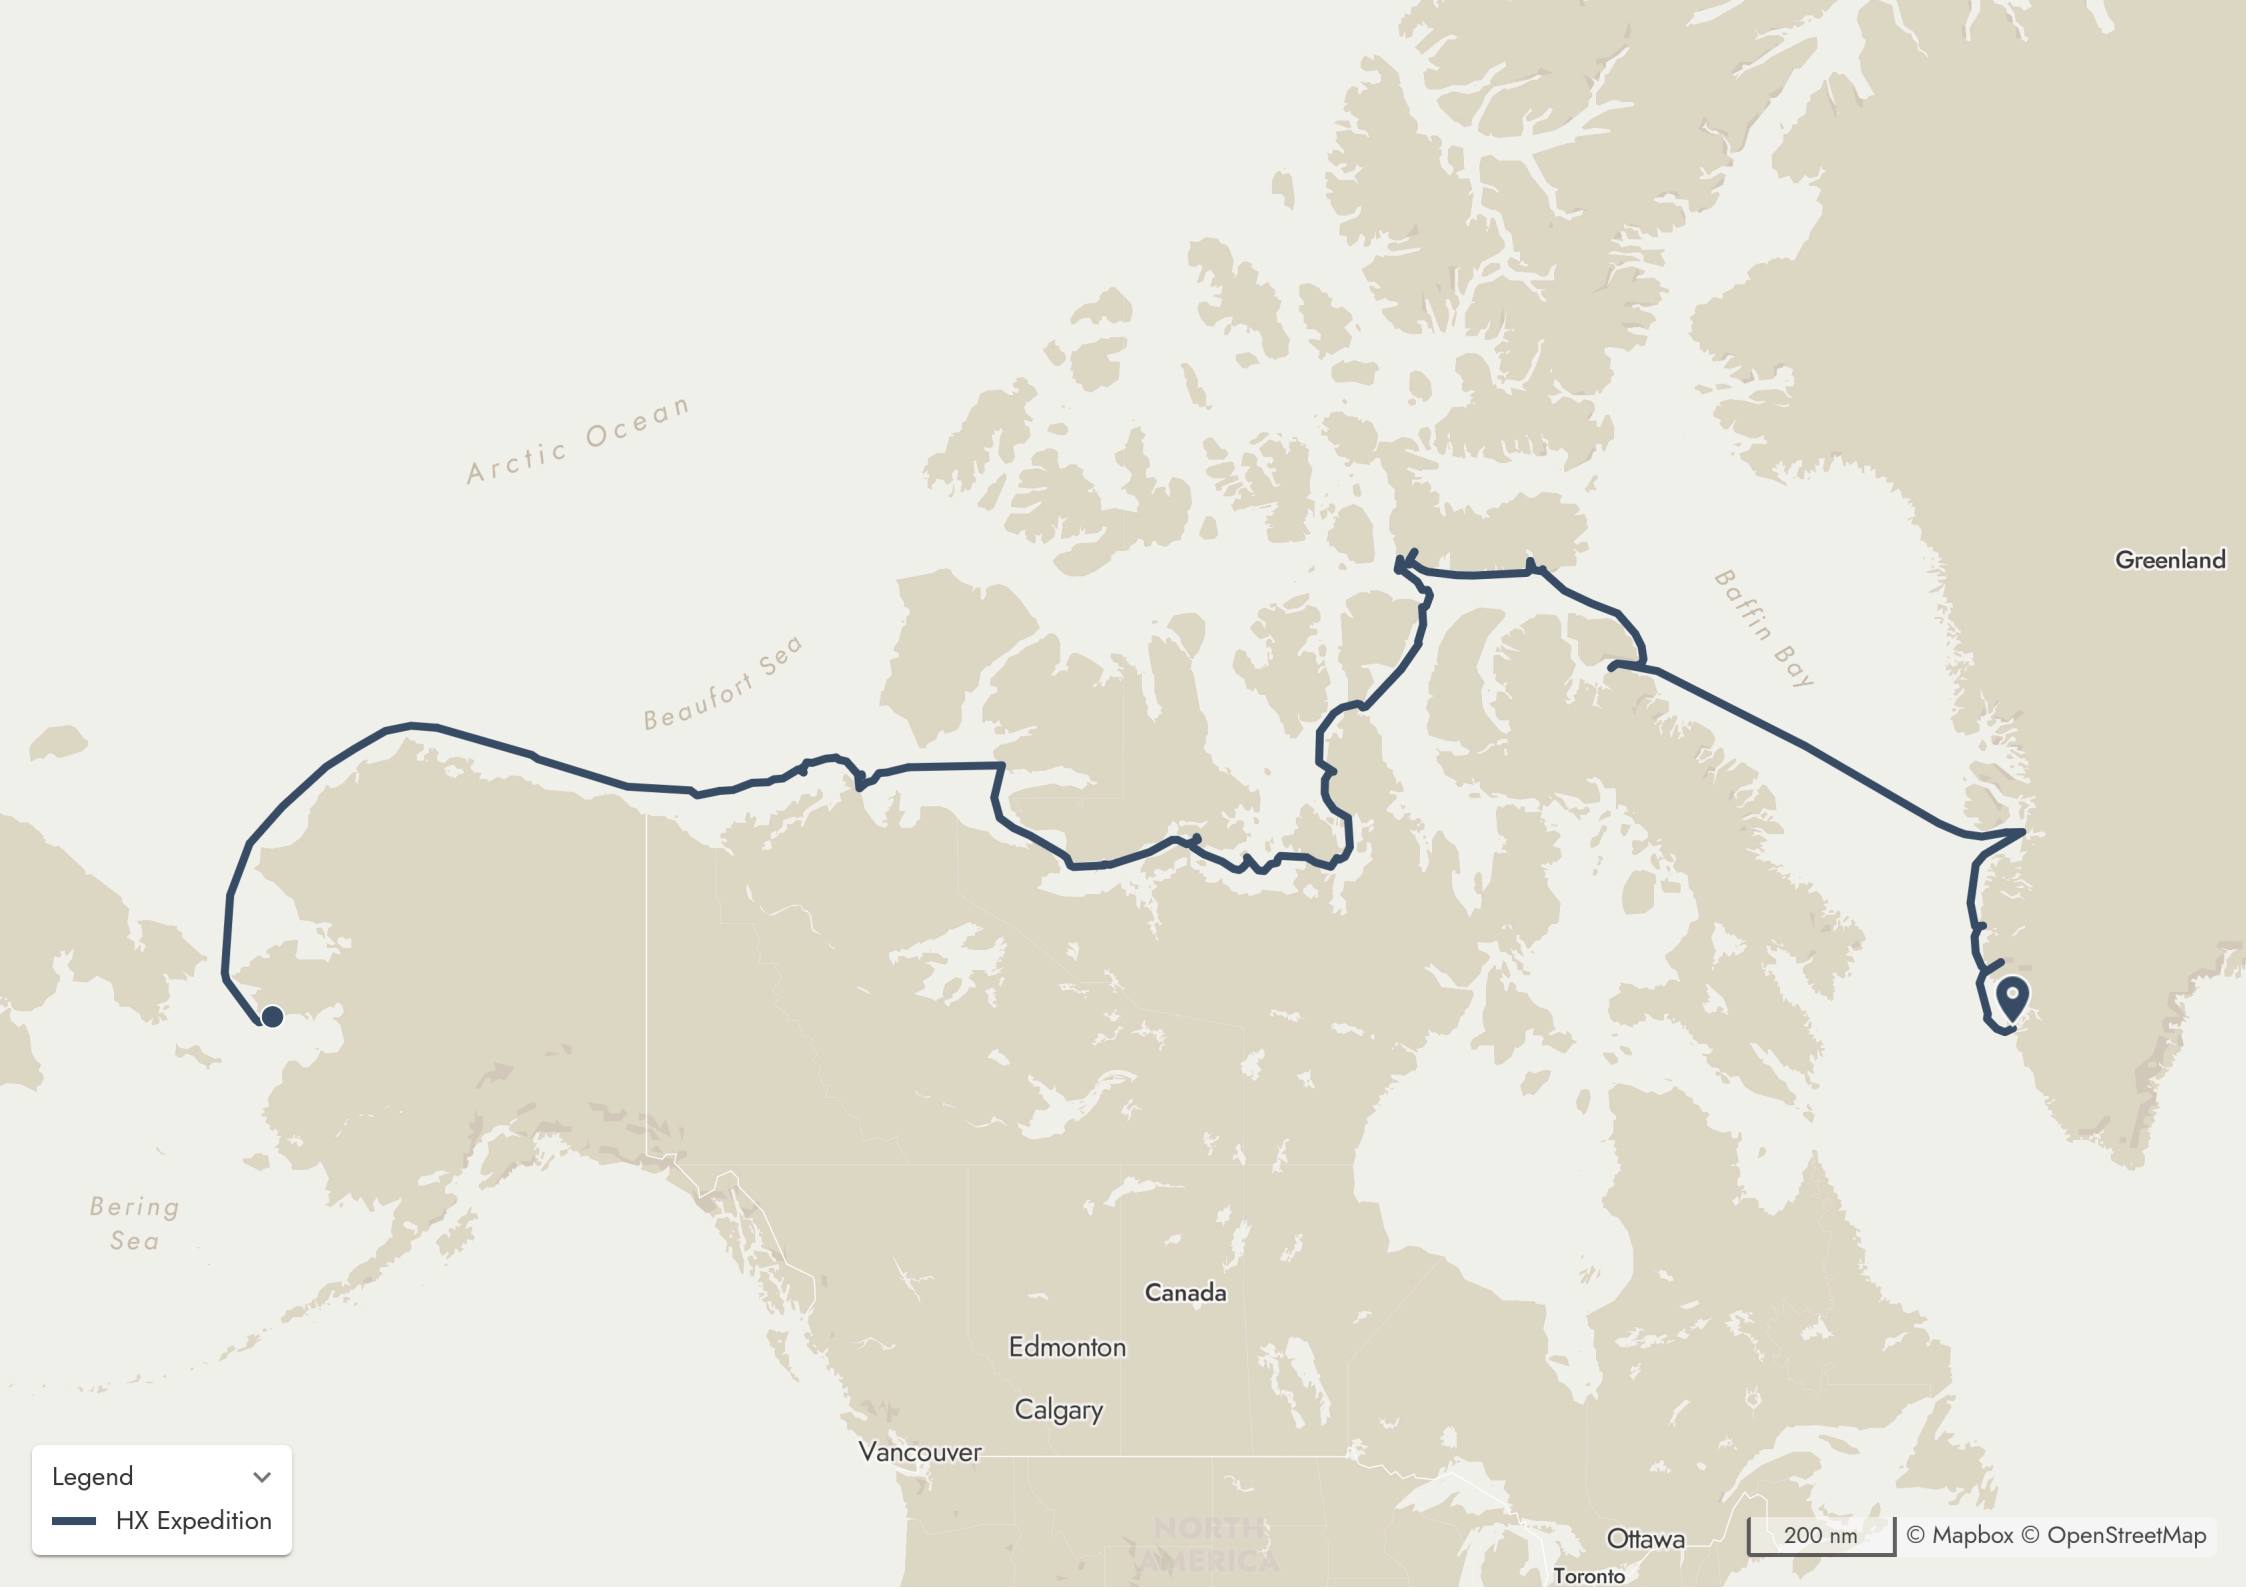 Arctic Ocean
Greenland
Baffin Bay
Beaufort Sea
Bering
Sea
Canada
Edmonton
Calgary
Vancouver
Legend
HX Expedition
NORTH
AMERICA
Ottawa
Toronto
200 nm
© Mapbox © OpenStreetMap